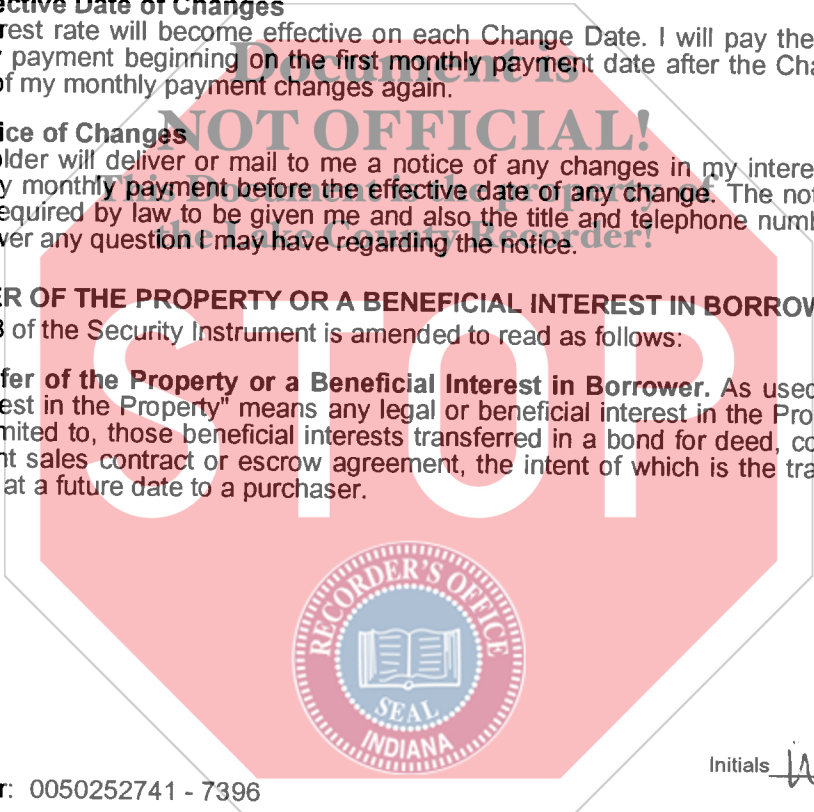 ective Date of Changes
rest rate will become effective on each Change Date. I will pay the
y payment beginning on the first monthly payment date after the Cha
of my monthly payment changes again.
Document is
NOT OFFICIAL!
This Document is the property of
the Lake County Recorder!
ice of Changes
older will deliver or mail to me a notice of any changes in my intere
y monthly payment before the effective date of any change. The not
equired by law to be given me and also the title and telephone numb
ver any question I may have regarding the notice.
ER OF THE PROPERTY OR A BENEFICIAL INTEREST IN BORROW
3 of the Security Instrument is amended to read as follows:
fer of the Property or a Beneficial Interest in Borrower. As used
est in the Property" means any legal or beneficial interest in the Pro
mited to, those beneficial interests transferred in a bond for deed, co
nt sales contract or escrow agreement, the intent of which is the tra
at a future date to a purchaser.
STOP
RECORDER'S OFFICE
SEAL
INDIANA
Initials
r: 0050252741 - 7396